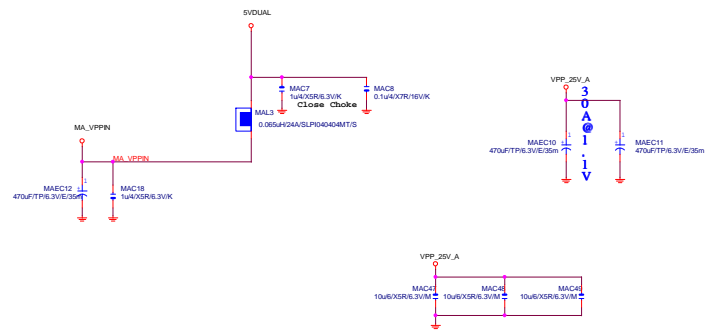 5VDUAL
MAC7
1u/4/X5R/6.3V/K
MAC8
0.1u/4/X7R/16V/K
Close Choke
MAL3
0.065uH/24A/SLPI040404MT/S
MA_VPPIN
MA_VPPIN
1
MAEC12
470uF/TP/6.3V/E/35m
MAC18
1u/4/X5R/6.3V/K
VPP_25V_A
30A@1.1V
1
MAEC10
470uF/TP/6.3V/E/35m
1
MAEC11
470uF/TP/6.3V/E/35m
VPP_25V_A
MAC47
10u/6/X5R/6.3V/M
MAC48
10u/6/X5R/6.3V/M
MAC49
10u/6/X5R/6.3V/M